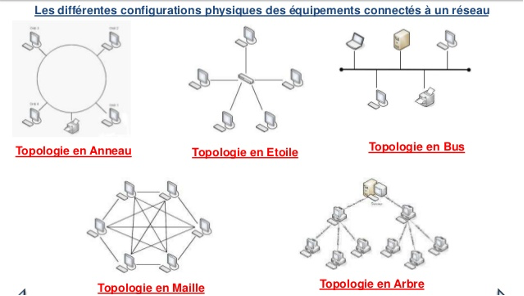 Les différentes configurations physiques des équipements connectés à un réseau
Topologie en Anneau
Topologie en Etoile
Topologie en Bus
Topologie en Maille
Topologie en Arbre